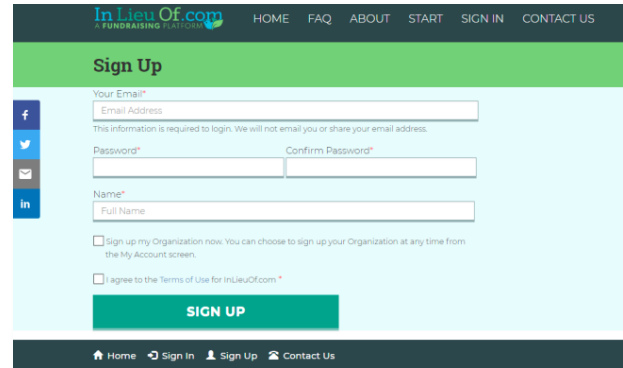 In Lieu Of.com
A FUNDRAISING PLATFORM
HOME FAQ ABOUT START SIGN IN CONTACT US
Sign Up
Your Email*
Email Address
This information is required to login. We will not email you or share your email address.
Password* Confirm Password*
Name*
Full Name
Sign up my Organization now. You can choose to sign up your Organization at any time from
the My Account screen.
I agree to the Terms of Use for InLieuOf.com *
SIGN UP
Home Sign In Sign Up Contact Us